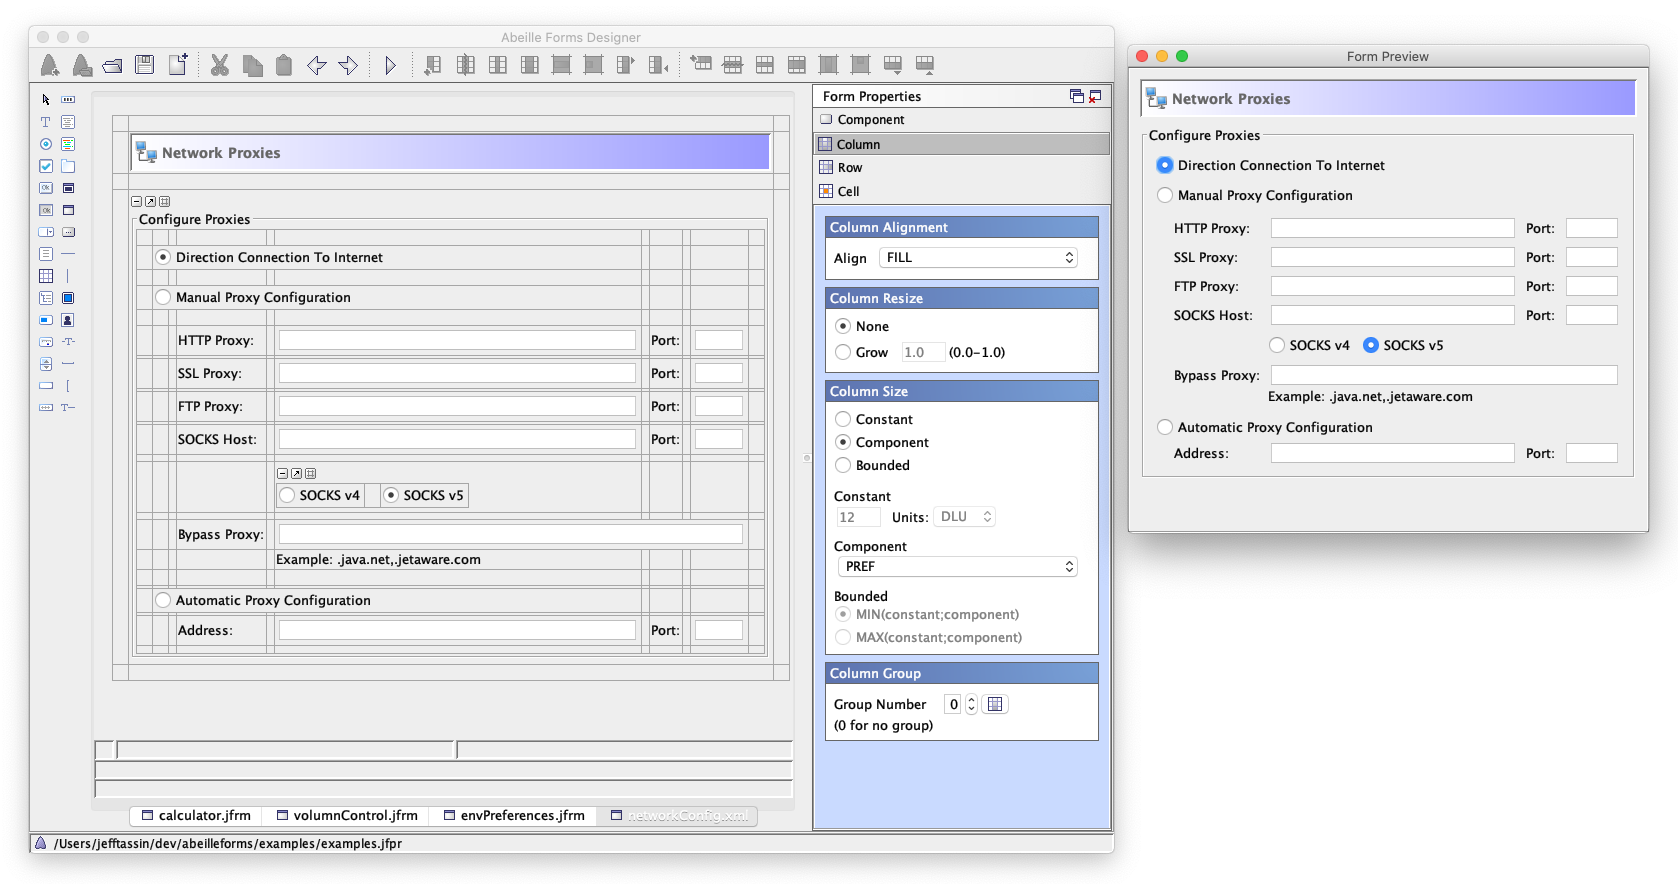 Abeille Forms Designer
Network Proxies
Configure Proxies
Direction Connection To Internet
Manual Proxy Configuration
HTTP Proxy: Port:
SSL Proxy: Port:
FTP Proxy: Port:
SOCKS Host: Port:
SOCKS v4 SOCKS v5
Bypass Proxy:
Example: .java.net,.jetaware.com
Automatic Proxy Configuration
Address: Port:
calculator.jfrm volumnControl.jfrm envPreferences.jfrm networkConfig.xml
/Users/jefftassin/dev/abeilleforms/examples/examples.jfpr
Form Properties
Component
Column
Row
Cell
Column Alignment
Align FILL
Column Resize
None
Grow 1.0 (0.0-1.0)
Column Size
Constant
Component
Bounded
Constant
12 Units: DLU
Component
PREF
Bounded
MIN(constant;component)
MAX(constant;component)
Column Group
Group Number 0
(0 for no group)
Form Preview
Network Proxies
Configure Proxies
Direction Connection To Internet
Manual Proxy Configuration
HTTP Proxy: Port:
SSL Proxy: Port:
FTP Proxy: Port:
SOCKS Host: Port:
SOCKS v4 SOCKS v5
Bypass Proxy:
Example: .java.net,.jetaware.com
Automatic Proxy Configuration
Address: Port: